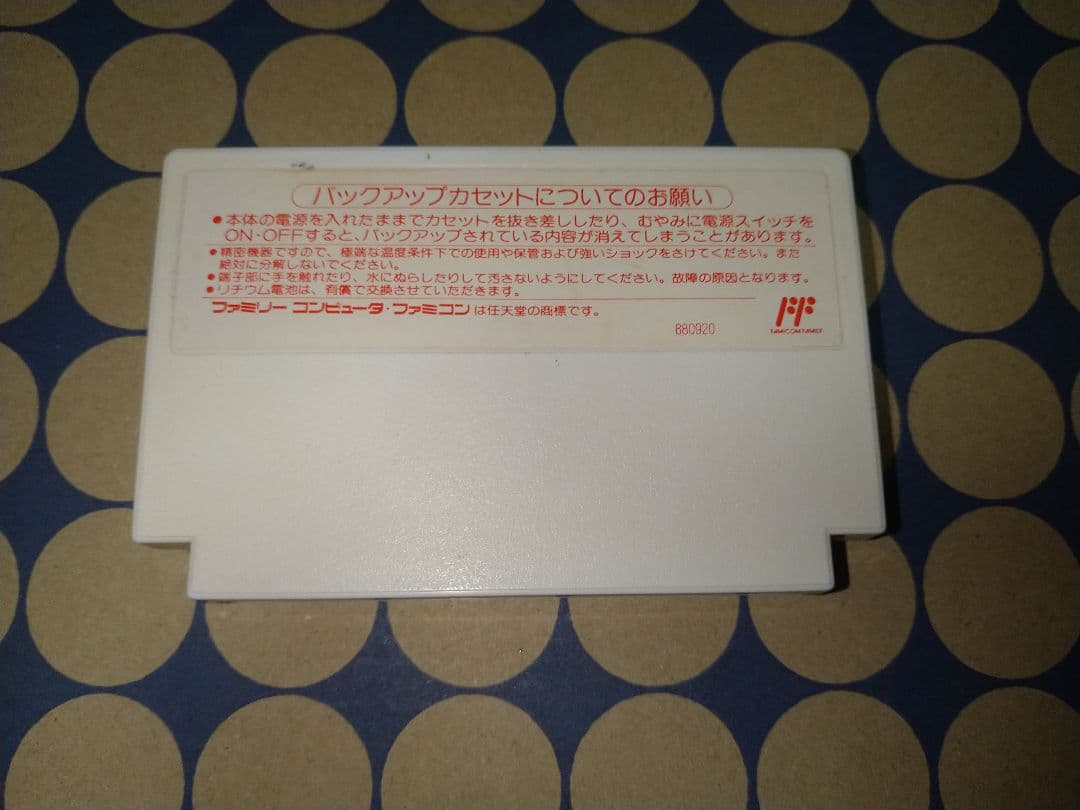 バックアップカセットについてのお願い
●本体の電源を入れたままでカセットを抜き差ししたり、むやみに電源スイッチを
ON・OFFすると、バックアップされている内容が消えてしまうことがあります。
●精密機器ですので、極端な温度条件下での使用や保管および強いショックをさけてください。また
絶対に分解しないでください。
●端子部に手を触れたり、水にぬらしたりして汚さないようにしてください。故障の原因となります。
●リチウム電池は、有償で交換させていただきます。
ファミリー コンピュータ・ファミコンは任天堂の商標です。
880920
FAMICOM FAMILY